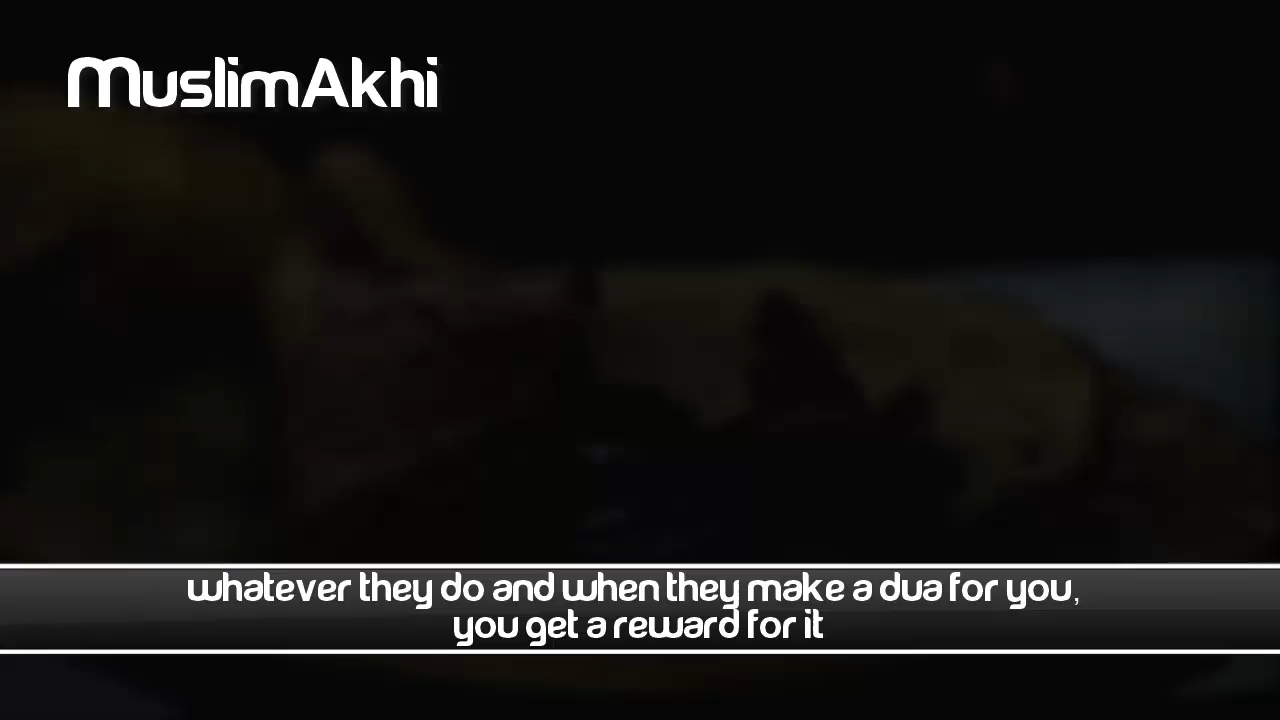 MuslimAkhi
whatever they do and when they make a dua for you,
you get a reward for it